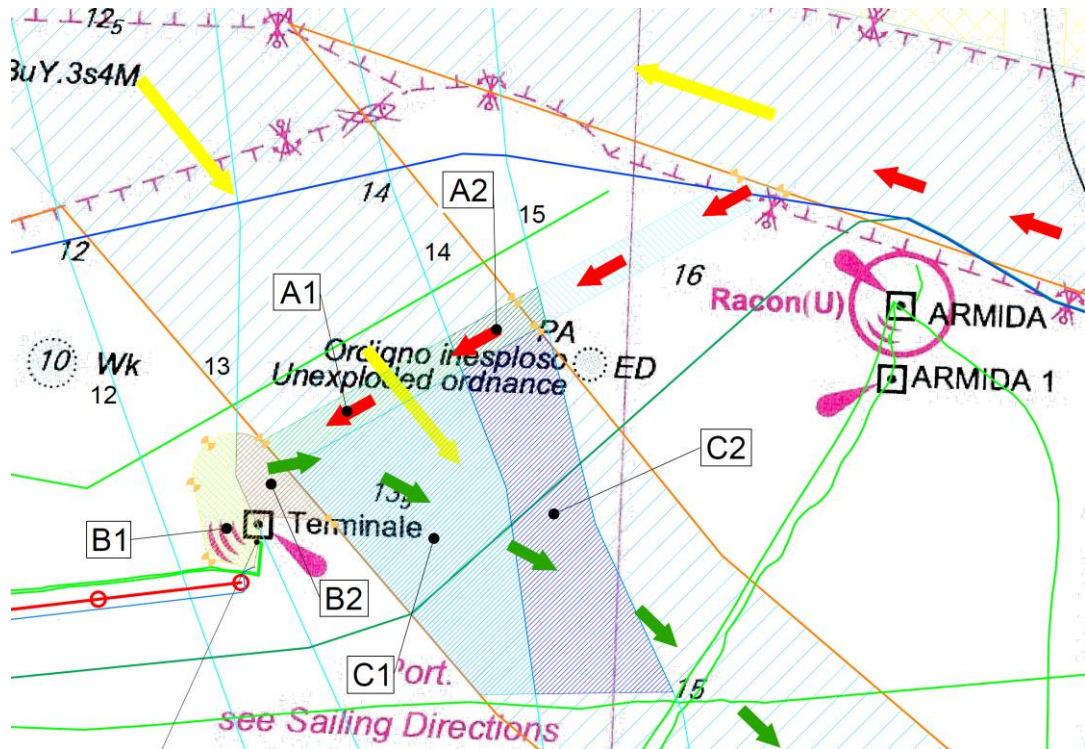 12₅
BuY.3s4M
14
A2
15
12
14
16
A1
Racon(U)
ARMIDA
PA
Ordigno inesploso
Unexploded ordnance
ED
10 Wk
13
ARMIDA 1
12
C2
13₅
Terminale
B1
B2
C1
Port.
15
see Sailing Directions